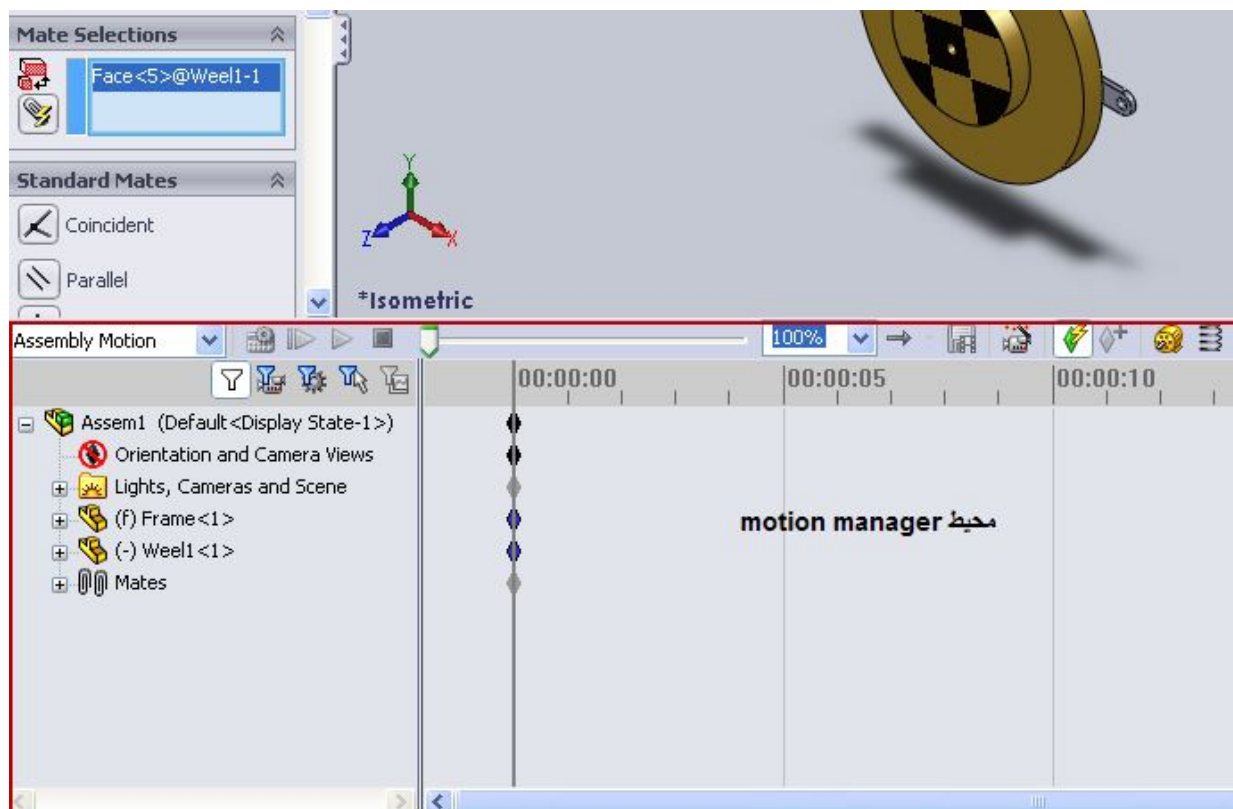 Mate Selections
Face<5>@Weel1-1
Standard Mates
Coincident
Parallel
Y
Z
X
*Isometric
Assembly Motion
100%
00:00:00 00:00:05 00:00:10
Assem1 (Default<Display State-1>)
Orientation and Camera Views
Lights, Cameras and Scene
(f) Frame<1>
(-) Weel1<1>
Mates
محیط motion manager